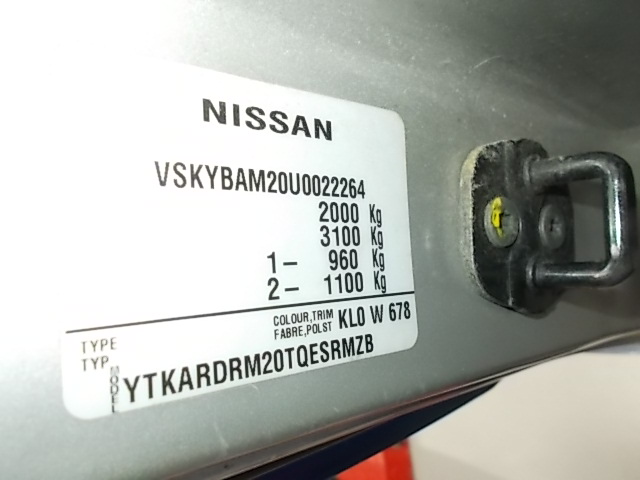 NISSAN
VSKYBAM20U0022264
2000 Kg
3100 Kg
1- 960 Kg
2- 1100 Kg
TYPE
TYP.
COLOUR,TRIM
FABRE,POLST
KL0 W 678
MODEL
YTKARDRM20TQESRMZB